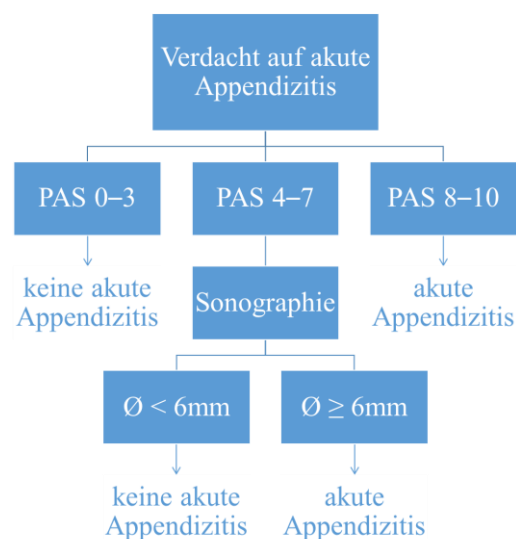 Verdacht auf akute
Appendizitis
PAS 0–3
PAS 4–7
PAS 8–10
keine akute
Appendizitis
Sonographie
akute
Appendizitis
Ø < 6mm
Ø ≥ 6mm
keine akute
Appendizitis
akute
Appendizitis